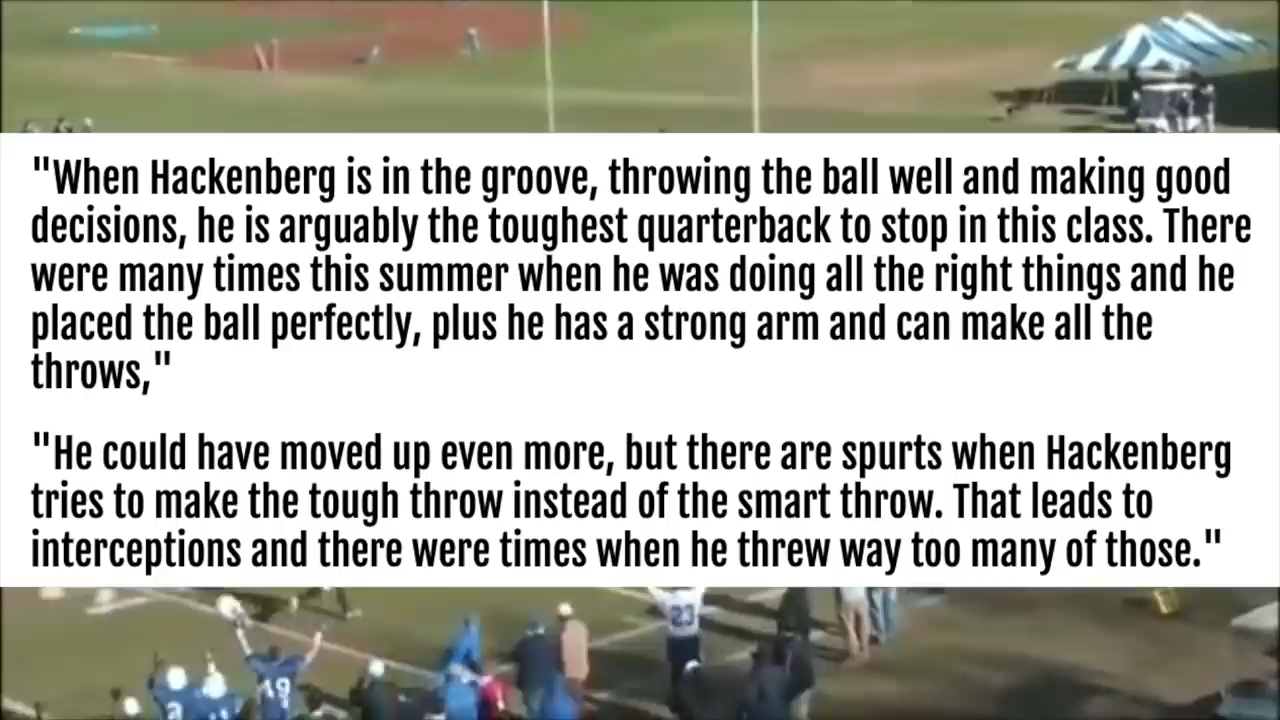 "When Hackenberg is in the groove, throwing the ball well and making good
decisions, he is arguably the toughest quarterback to stop in this class. There
were many times this summer when he was doing all the right things and he
placed the ball perfectly, plus he has a strong arm and can make all the
throws,"
"He could have moved up even more, but there are spurts when Hackenberg
tries to make the tough throw instead of the smart throw. That leads to
interceptions and there were times when he threw way too many of those."
23
19